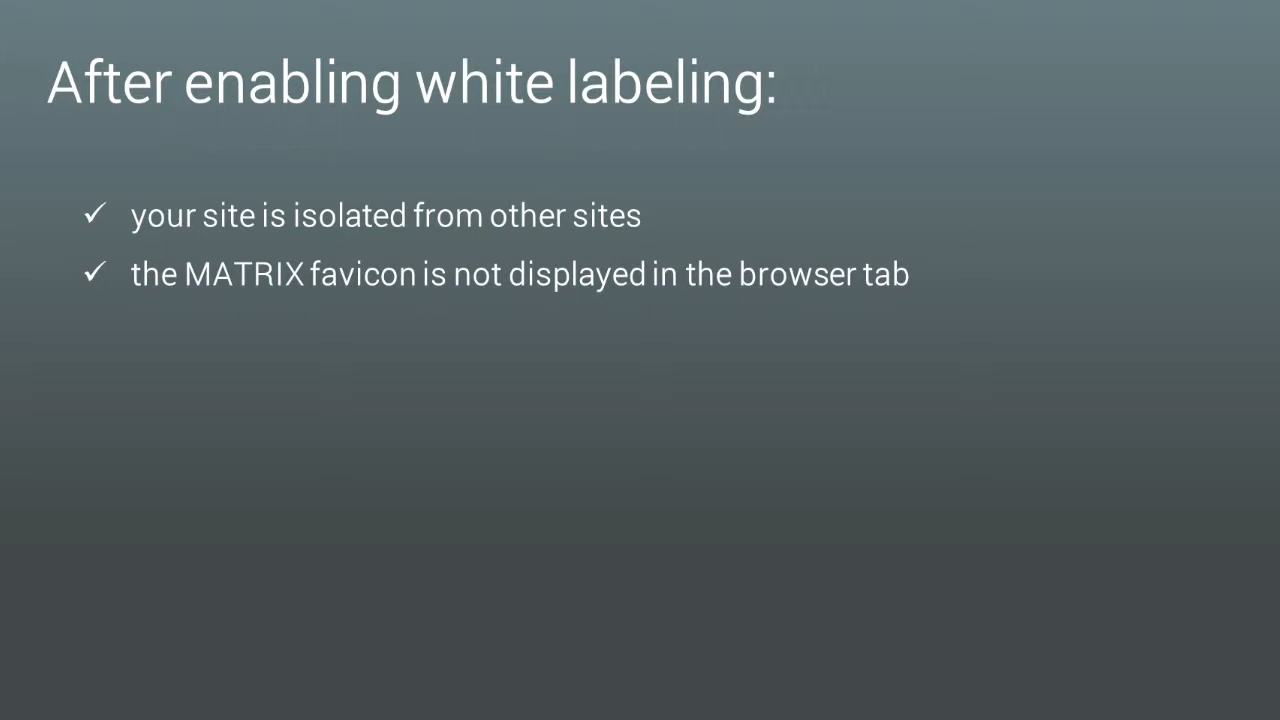 After enabling white labeling:
✓ your site is isolated from other sites
✓ the MATRIX favicon is not displayed in the browser tab